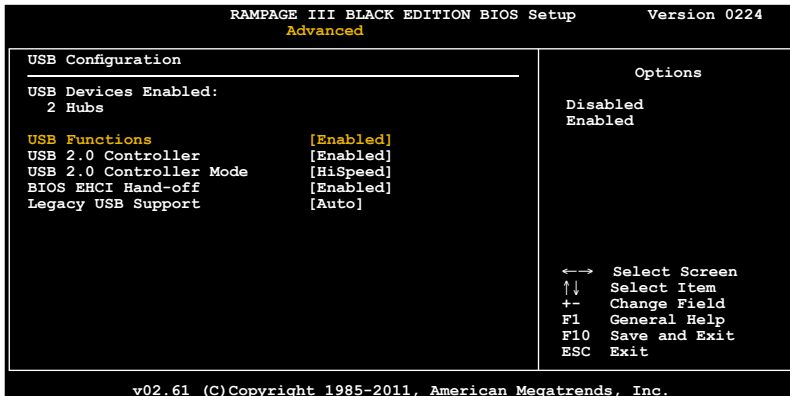 RAMPAGE III BLACK EDITION BIOS Setup Version 0224
Advanced
USB Configuration
USB Devices Enabled:
2 Hubs
USB Functions [Enabled]
USB 2.0 Controller [Enabled]
USB 2.0 Controller Mode [HiSpeed]
BIOS EHCI Hand-off [Enabled]
Legacy USB Support [Auto]
Options
Disabled
Enabled
←→ Select Screen
↑↓ Select Item
+- Change Field
F1 General Help
F10 Save and Exit
ESC Exit
v02.61 (C)Copyright 1985-2011, American Megatrends, Inc.